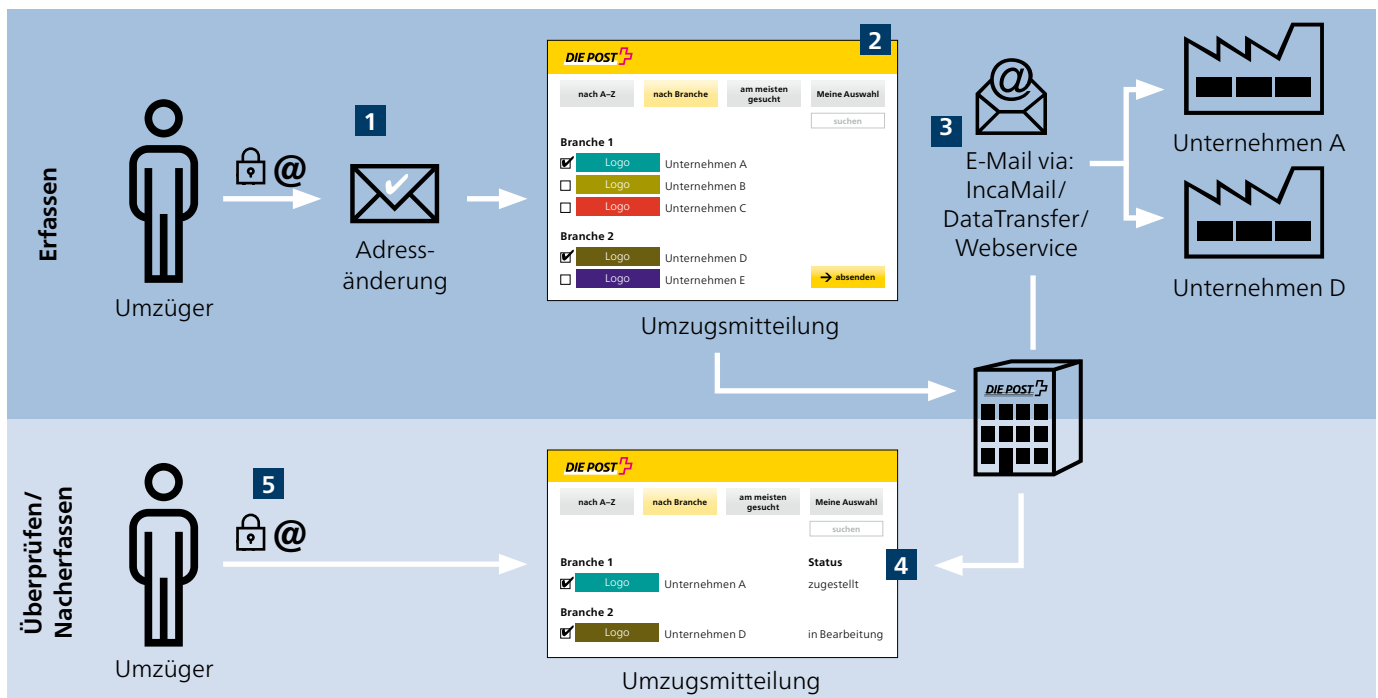 Erfassen
Umzüger
@
1
Adress-
änderung
2
DIE POST
nach A–Z
nach Branche
am meisten
gesucht
Meine Auswahl
suchen
Branche 1
Logo Unternehmen A
Logo Unternehmen B
Logo Unternehmen C
Branche 2
Logo Unternehmen D
Logo Unternehmen E
absenden
Umzugsmitteilung
@
3
E-Mail via:
IncaMail/
DataTransfer/
Webservice
Unternehmen A
Unternehmen D
DIE POST
Überprüfen/
Nacherfassen
Umzüger
5
@
DIE POST
nach A–Z
nach Branche
am meisten
gesucht
Meine Auswahl
suchen
Branche 1 Status
Logo Unternehmen A zugestellt
Branche 2
Logo Unternehmen D in Bearbeitung
4
Umzugsmitteilung